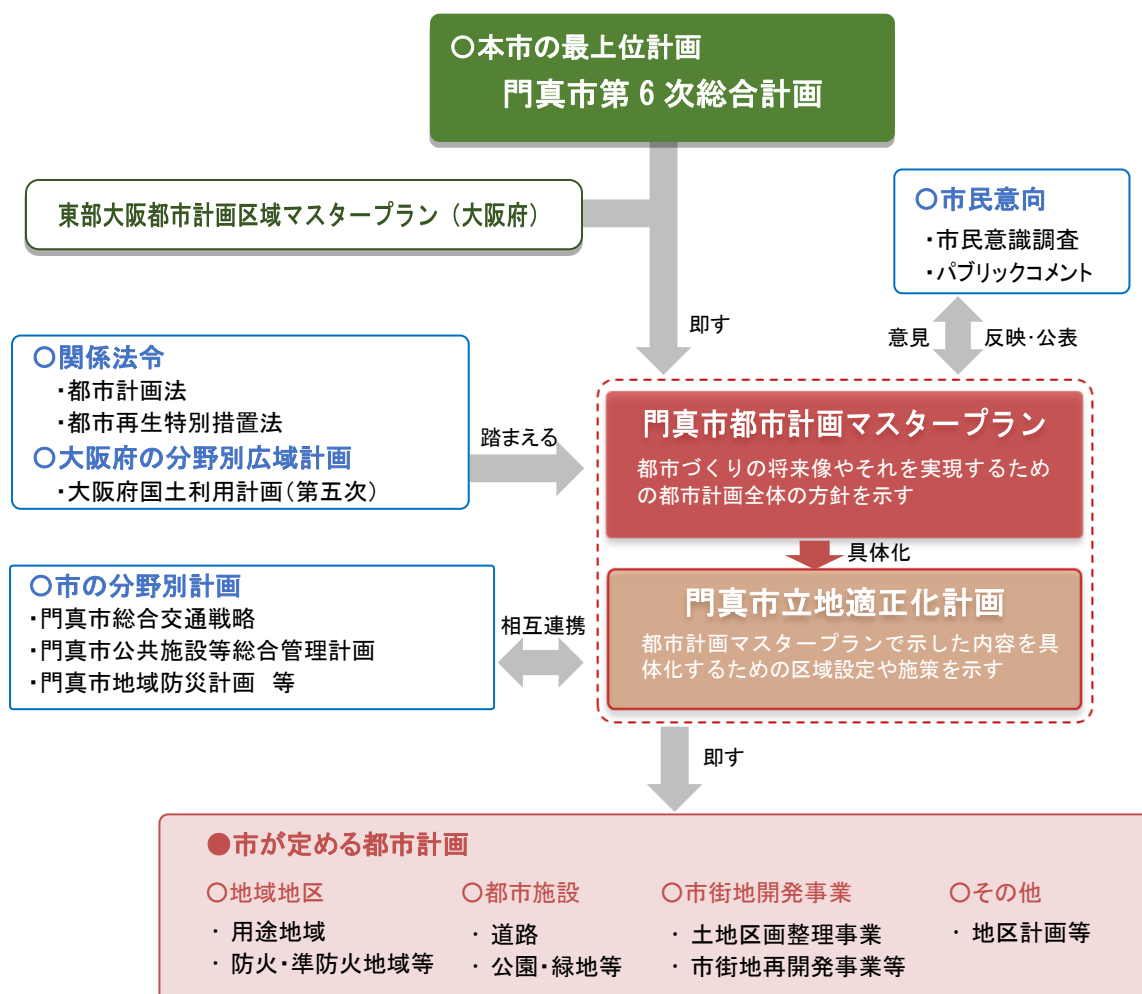 〇本市の最上位計画
門真市第6次総合計画
東部大阪都市計画区域マスタープラン（大阪府）
〇市民意向
・市民意識調査
・パブリックコメント
即す
意見
反映・公表
〇関係法令
・都市計画法
・都市再生特別措置法
〇大阪府の分野別広域計画
・大阪府国土利用計画（第五次）
踏まえる
門真市都市計画マスタープラン
都市づくりの将来像やそれを実現するため
の都市計画全体の方針を示す
具体化
〇市の分野別計画
・門真市総合交通戦略
・門真市公共施設等総合管理計画
・門真市地域防災計画　等
相互連携
門真市立地適正化計画
都市計画マスタープランで示した内容を具
体化するための区域設定や施策を示す
即す
●市が定める都市計画
〇地域地区
・ 用途地域
・ 防火・準防火地域等
〇都市施設
・ 道路
・ 公園・緑地等
〇市街地開発事業
・ 土地区画整理事業
・ 市街地再開発事業等
〇その他
・ 地区計画等